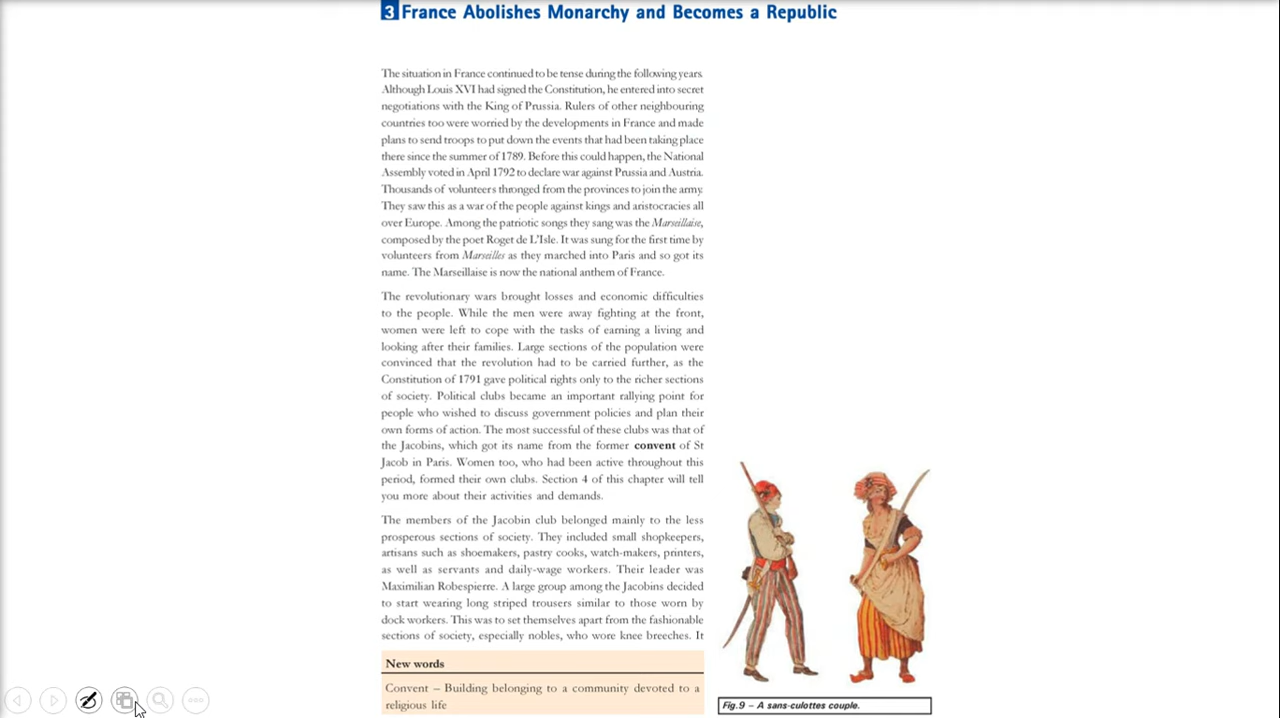 3 France Abolishes Monarchy and Becomes a Republic
The situation in France continued to be tense during the following years.
Although Louis XVI had signed the Constitution, he entered into secret
negotiations with the King of Prussia. Rulers of other neighbouring
countries too were worried by the developments in France and made
plans to send troops to put down the events that had been taking place
there since the summer of 1789. Before this could happen, the National
Assembly voted in April 1792 to declare war against Prussia and Austria.
Thousands of volunteers thronged from the provinces to join the army.
They saw this as a war of the people against kings and aristocracies all
over Europe. Among the patriotic songs they sang was the Marseillaise,
composed by the poet Roget de L'Isle. It was sung for the first time by
volunteers from Marseilles as they marched into Paris and so got its
name. The Marseillaise is now the national anthem of France.
The revolutionary wars brought losses and economic difficulties
to the people. While the men were away fighting at the front,
women were left to cope with the tasks of earning a living and
looking after their families. Large sections of the population were
convinced that the revolution had to be carried further, as the
Constitution of 1791 gave political rights only to the richer sections
of society. Political clubs became an important rallying point for
people who wished to discuss government policies and plan their
own forms of action. The most successful of these clubs was that of
the Jacobins, which got its name from the former convent of St
Jacob in Paris. Women too, who had been active throughout this
period, formed their own clubs. Section 4 of this chapter will tell
you more about their activities and demands.
The members of the Jacobin club belonged mainly to the less
prosperous sections of society. They included small shopkeepers,
artisans such as shoemakers, pastry cooks, watch-makers, printers,
as well as servants and daily-wage workers. Their leader was
Maximilian Robespierre. A large group among the Jacobins decided
to start wearing long striped trousers similar to those worn by
dock workers. This was to set themselves apart from the fashionable
sections of society, especially nobles, who wore knee breeches. It
New words
Convent – Building belonging to a community devoted to a
religious life
Fig.9 – A sans-culottes couple.